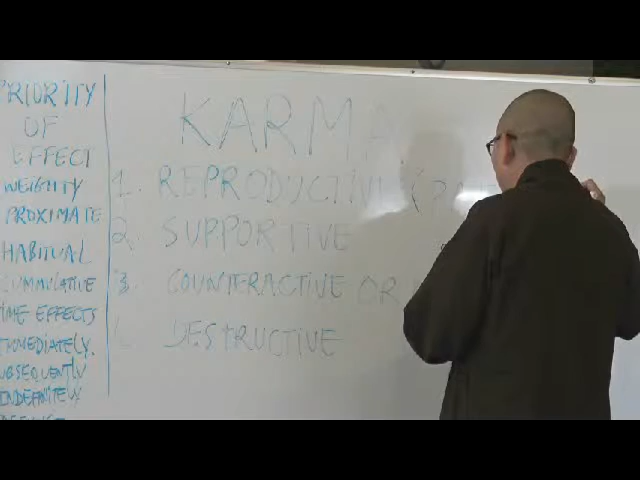 PRIORITY
OF
EFFECT
WEIGHTY
PROXIMATE
HABITUAL
CUMMULATIVE
TIME EFFECTS
IMMEDIATELY.
SUBSEQUENTLY
INDEFINITELY
KARMA
1. REPRODUCTIVE (
2. SUPPORTIVE
3. COUNTERACTIVE OR
DESTRUCTIVE